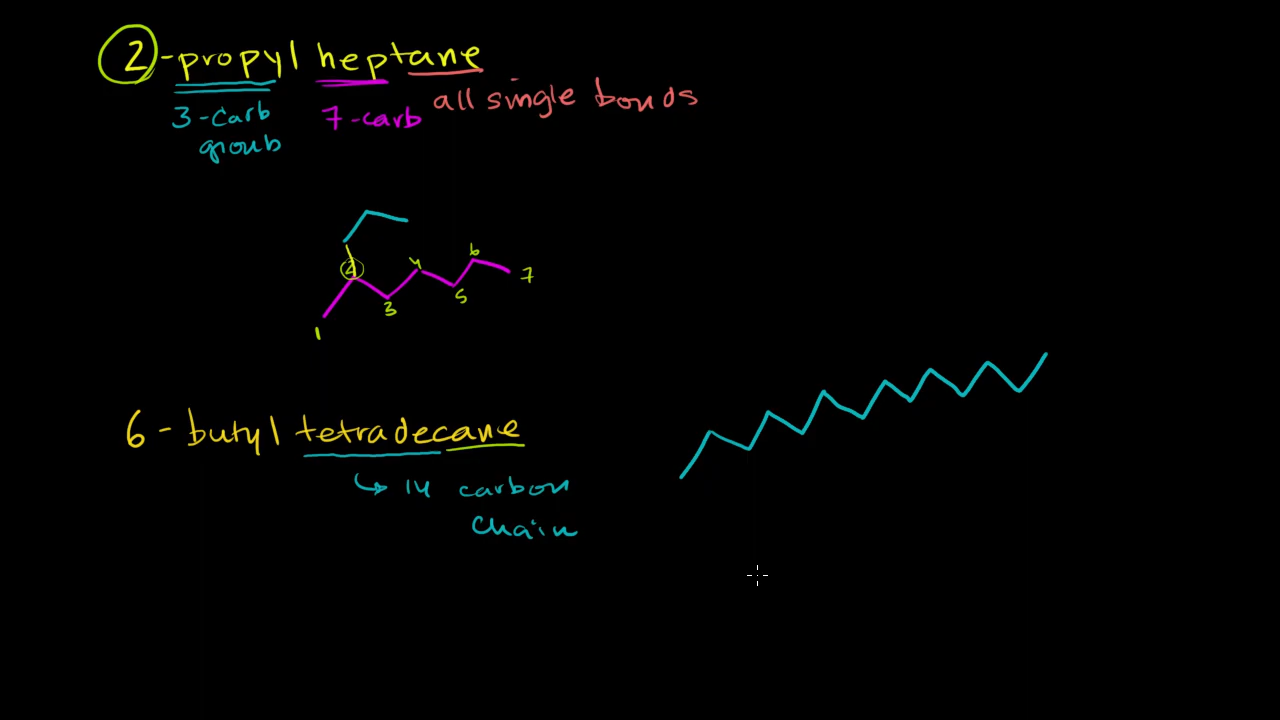 2-propyl heptane
3-carb 7-carb all single bonds
group
6
2 4
7
3 5
1
6-butyl tetradecane
↳ 14 carbon
chain